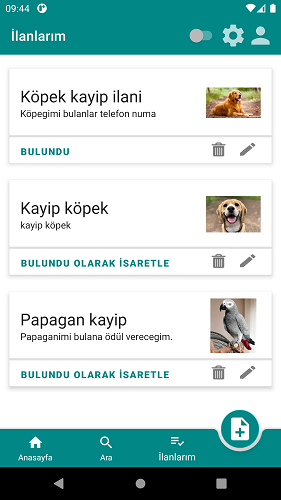 09:44
İlanlarım
Köpek kayip ilani
Köpegimi bulanlar telefon numa
BULUNDU
Kayip köpek
kayip köpek
BULUNDU OLARAK İSARETLE
Papagan kayip
Papaganimi bulana ödül verecegim.
BULUNDU OLARAK İSARETLE
Anasayfa
Ara
İlanlarım